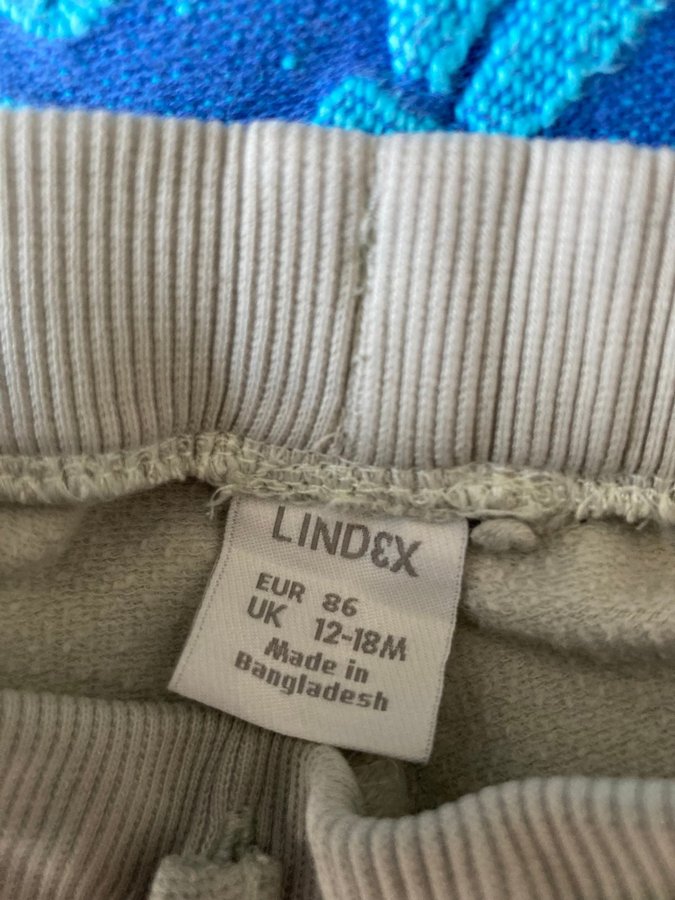 LINDEX
EUR 86
UK 12-18M
Made in
Bangladesh